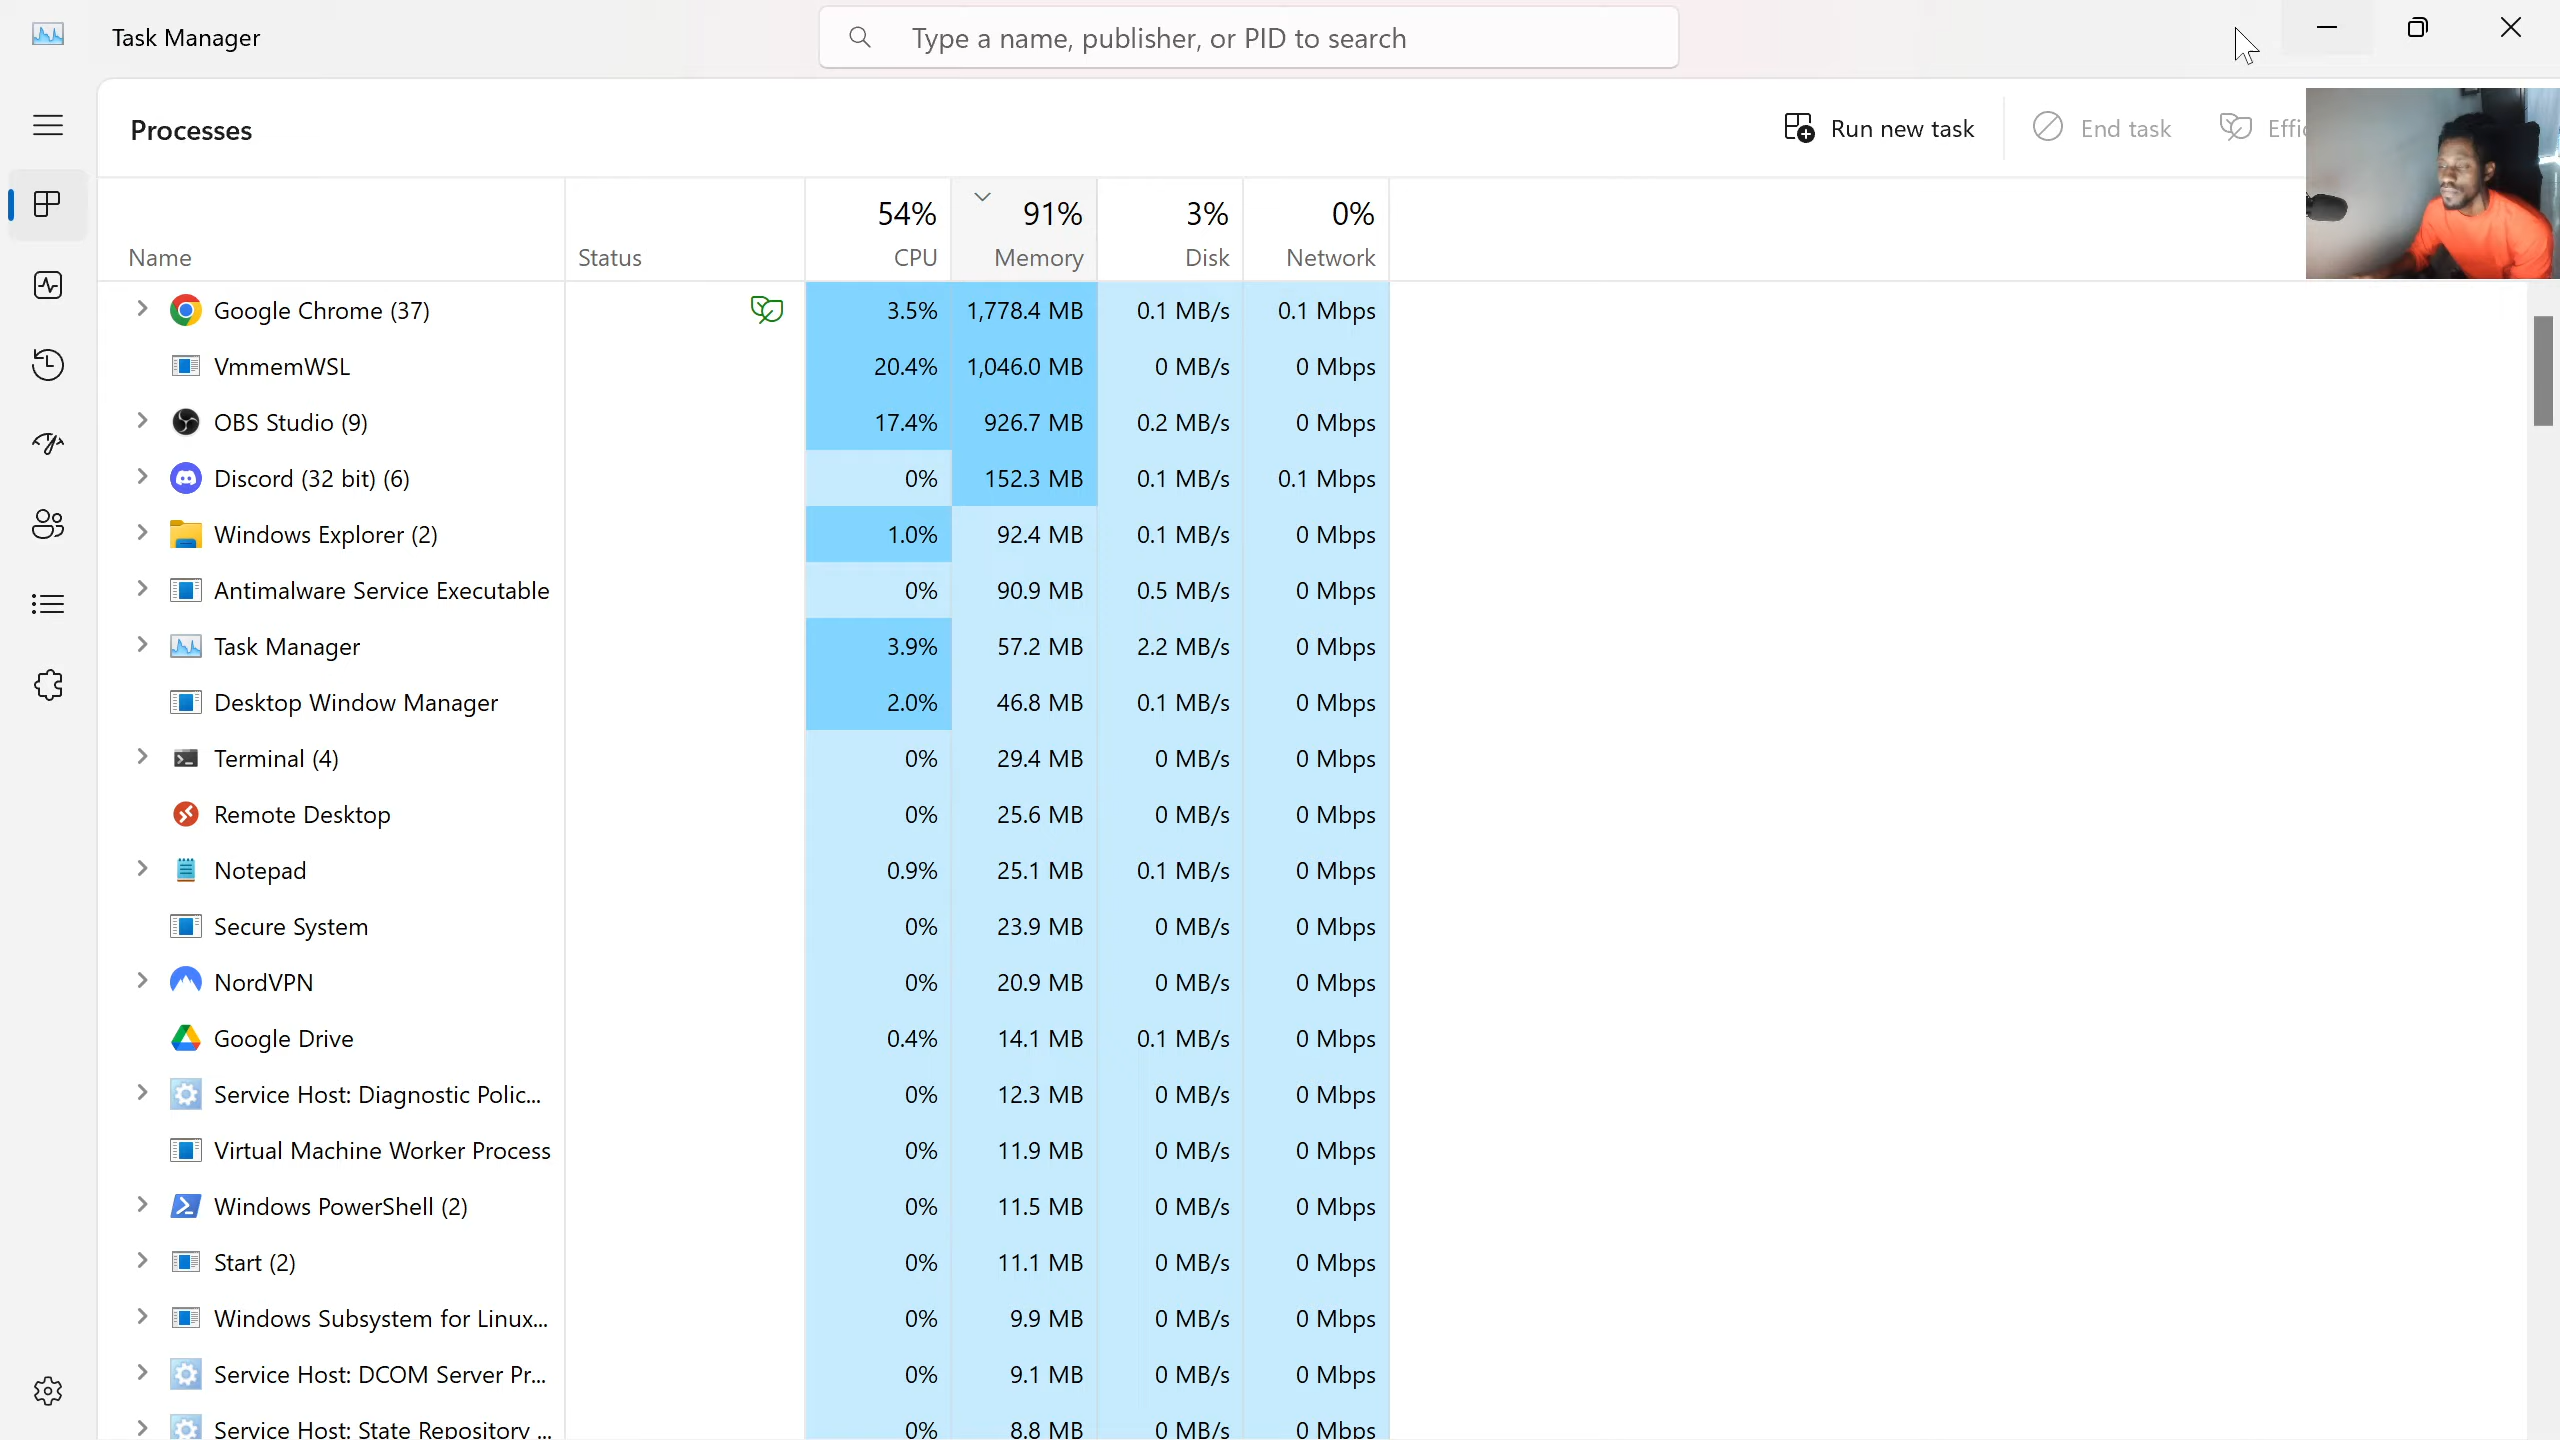 Task Manager
Type a name, publisher, or PID to search
Processes
Run new task
End task
Effic
54% 91% 3% 0%
Name Status CPU Memory Disk Network
Google Chrome (37) 3.5% 1,778.4 MB 0.1 MB/s 0.1 Mbps
VmmemWSL 20.4% 1,046.0 MB 0 MB/s 0 Mbps
OBS Studio (9) 17.4% 926.7 MB 0.2 MB/s 0 Mbps
Discord (32 bit) (6) 0% 152.3 MB 0.1 MB/s 0.1 Mbps
Windows Explorer (2) 1.0% 92.4 MB 0.1 MB/s 0 Mbps
Antimalware Service Executable 0% 90.9 MB 0.5 MB/s 0 Mbps
Task Manager 3.9% 57.2 MB 2.2 MB/s 0 Mbps
Desktop Window Manager 2.0% 46.8 MB 0.1 MB/s 0 Mbps
Terminal (4) 0% 29.4 MB 0 MB/s 0 Mbps
Remote Desktop 0% 25.6 MB 0 MB/s 0 Mbps
Notepad 0.9% 25.1 MB 0.1 MB/s 0 Mbps
Secure System 0% 23.9 MB 0 MB/s 0 Mbps
NordVPN 0% 20.9 MB 0 MB/s 0 Mbps
Google Drive 0.4% 14.1 MB 0.1 MB/s 0 Mbps
Service Host: Diagnostic Polic... 0% 12.3 MB 0 MB/s 0 Mbps
Virtual Machine Worker Process 0% 11.9 MB 0 MB/s 0 Mbps
Windows PowerShell (2) 0% 11.5 MB 0 MB/s 0 Mbps
Start (2) 0% 11.1 MB 0 MB/s 0 Mbps
Windows Subsystem for Linux... 0% 9.9 MB 0 MB/s 0 Mbps
Service Host: DCOM Server Pr... 0% 9.1 MB 0 MB/s 0 Mbps
Service Host: State Repository ... 0% 8.8 MB 0 MB/s 0 Mbps